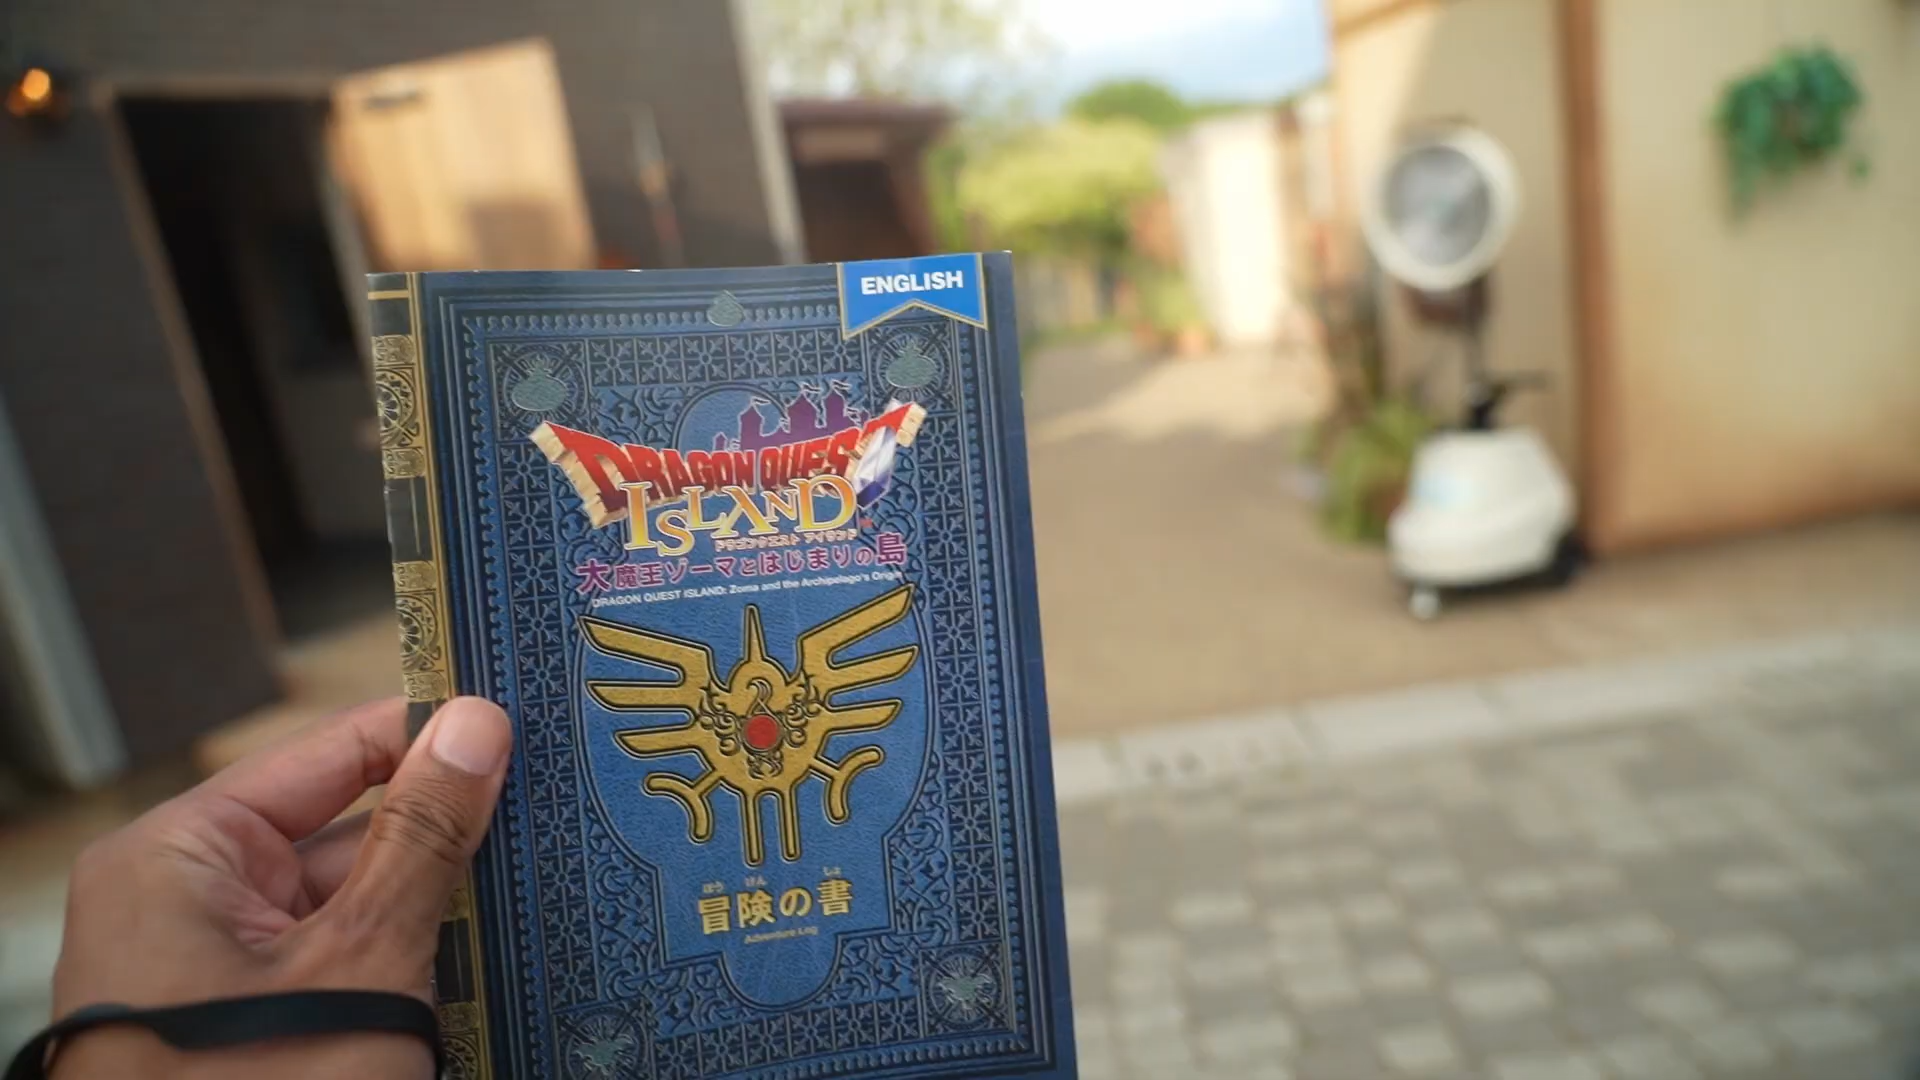 ENGLISH
DRAGON QUEST
ISLAND
ドラゴンクエスト アイランド
大魔王ゾーマとはじまりの島
DRAGON QUEST ISLAND: Zoma and the Archipelago's Origin
ぼう けん しょ
冒険の書
Adventure Log